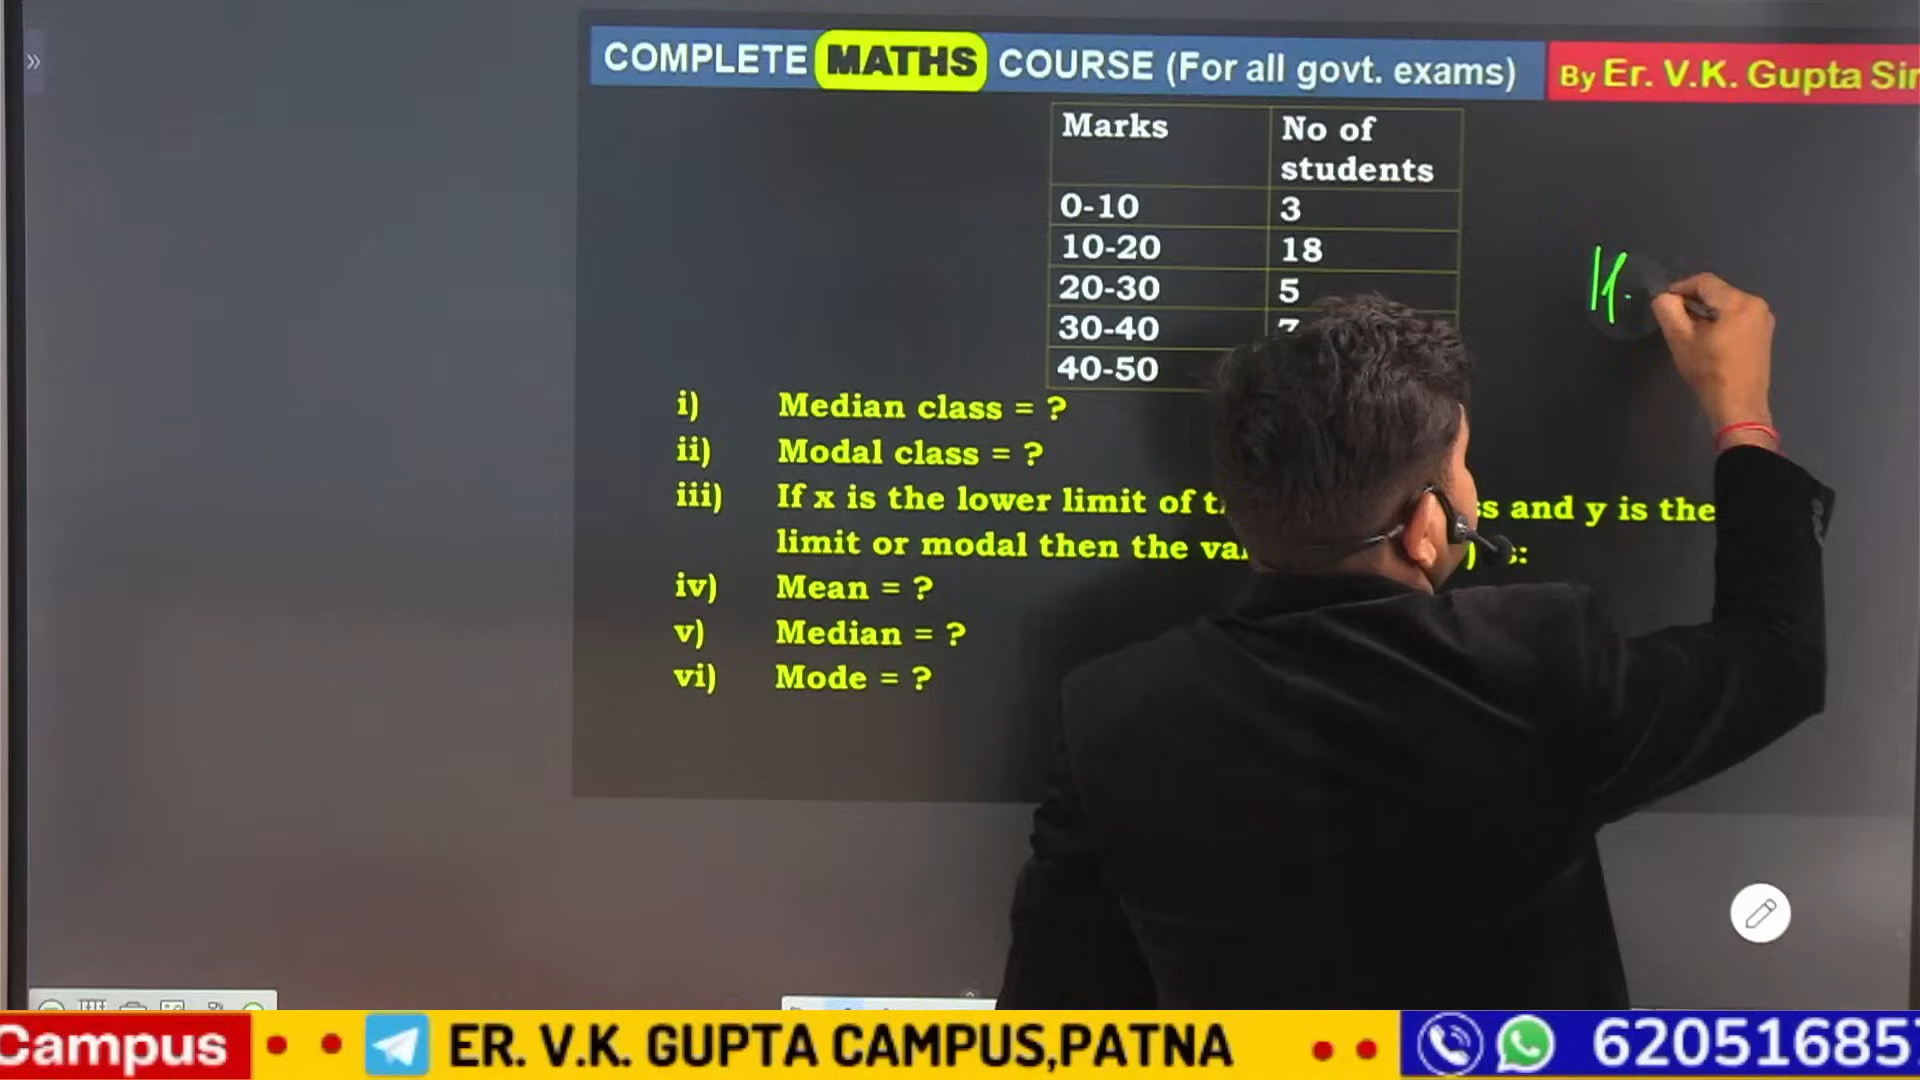 COMPLETE MATHS COURSE (For all govt. exams) By Er. V.K. Gupta Sir
Marks No of students
0-10 3
10-20 18
20-30 5
30-40 7
40-50
i) Median class = ?
ii) Modal class = ?
iii) If x is the lower limit of and y is the
limit or modal then the
iv) Mean = ?
v) Median = ?
vi) Mode = ?
Campus ER. V.K. GUPTA CAMPUS,PATNA 62051685